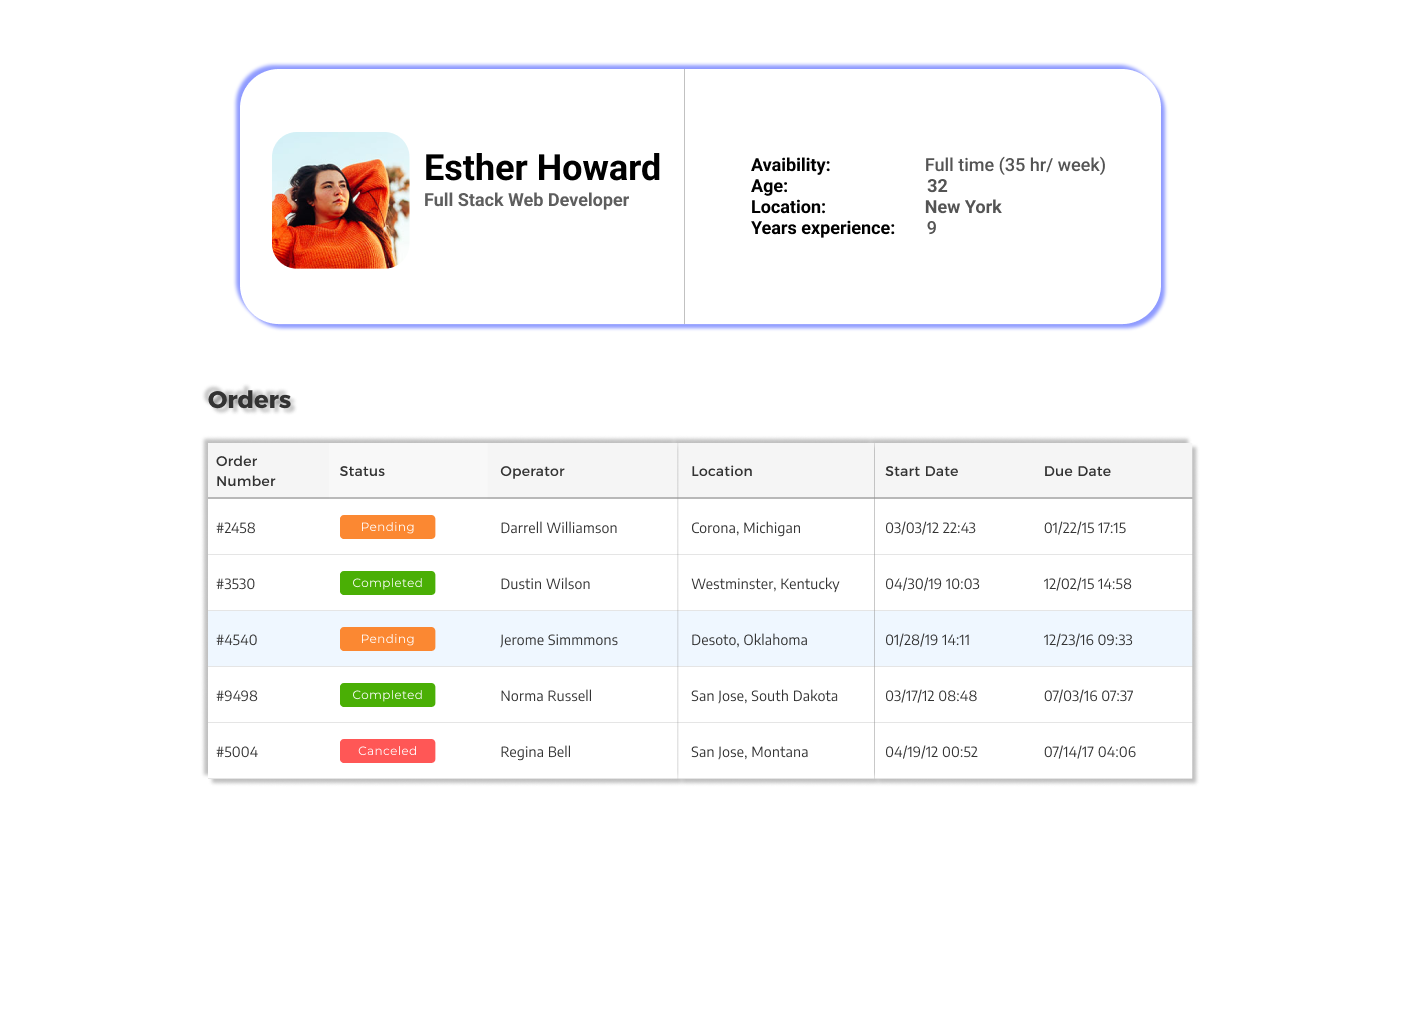 Esther Howard
Full Stack Web Developer
Avaibility: Full time (35 hr/ week)
Age: 32
Location: New York
Years experience: 9
Orders
Order
Number
Status Operator Location Start Date Due Date
#2458 Pending Darrell Williamson Corona, Michigan 03/03/12 22:43 01/22/15 17:15
#3530 Completed Dustin Wilson Westminster, Kentucky 04/30/19 10:03 12/02/15 14:58
#4540 Pending Jerome Simmmons Desoto, Oklahoma 01/28/19 14:11 12/23/16 09:33
#9498 Completed Norma Russell San Jose, South Dakota 03/17/12 08:48 07/03/16 07:37
#5004 Canceled Regina Bell San Jose, Montana 04/19/12 00:52 07/14/17 04:06